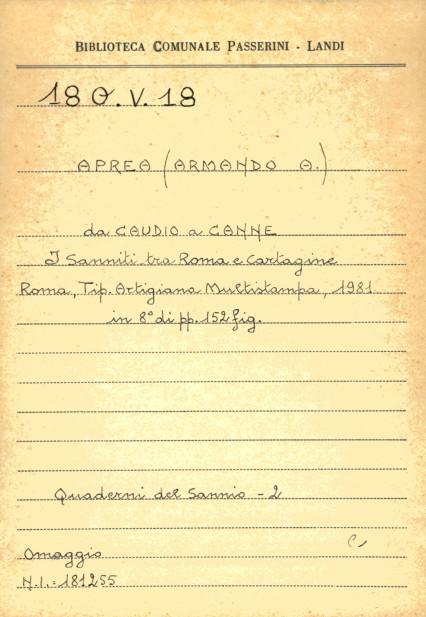 BIBLIOTECA COMUNALE PASSERINI - LANDI
18 O. V. 18
APREA (ARMANDO A.)
da CAUDIO a CANNE
I Sanniti tra Roma e Cartagine
Roma, Tip. Artigiana Multistampa, 1981
in 8° di pp. 152 fig.
Quaderni del Sannio - 2
Omaggio
N.I.: 181255